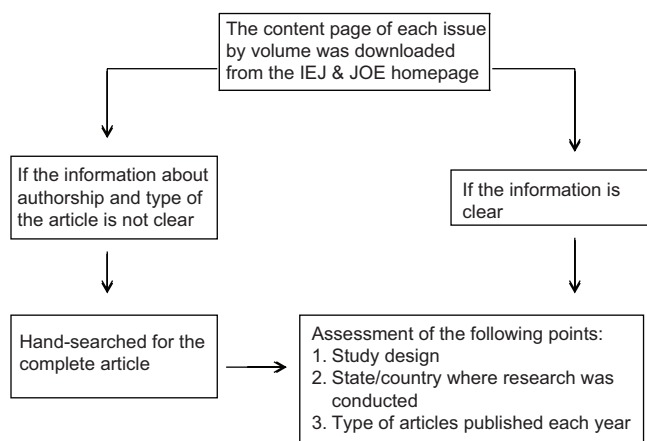 The content page of each issue
by volume was downloaded
from the IEJ & JOE homepage
If the information about
authorship and type of
the article is not clear
If the information is
clear
Hand-searched for the
complete article
Assessment of the following points:
1. Study design
2. State/country where research was
conducted
3. Type of articles published each year